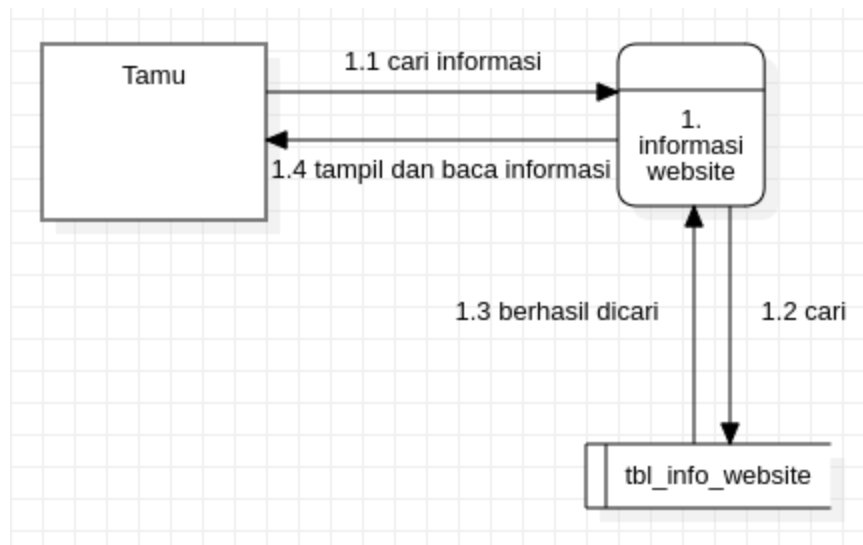 Tamu
1.1 cari informasi
1.4 tampil dan baca informasi
1.
informasi
website
1.3 berhasil dicari
1.2 cari
tbl_info_website